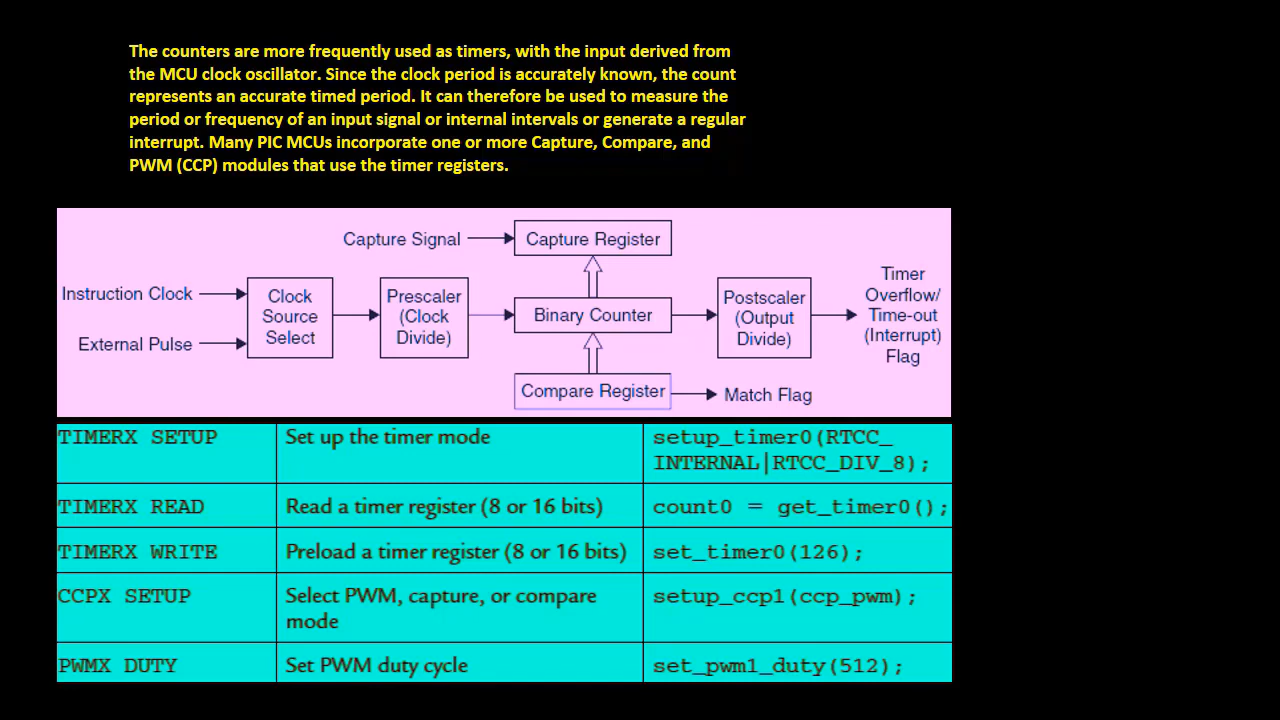 The counters are more frequently used as timers, with the input derived from
the MCU clock oscillator. Since the clock period is accurately known, the count
represents an accurate timed period. It can therefore be used to measure the
period or frequency of an input signal or internal intervals or generate a regular
interrupt. Many PIC MCUs incorporate one or more Capture, Compare, and
PWM (CCP) modules that use the timer registers.
Capture Signal
Capture Register
Instruction Clock
External Pulse
Clock
Source
Select
Prescaler
(Clock
Divide)
Binary Counter
Postscaler
(Output
Divide)
Timer
Overflow/
Time-out
(Interrupt)
Flag
Compare Register
Match Flag
TIMERX SETUP
Set up the timer mode
setup_timer0(RTCC_
INTERNAL|RTCC_DIV_8);
TIMERX READ
Read a timer register (8 or 16 bits)
count0 = get_timer0();
TIMERX WRITE
Preload a timer register (8 or 16 bits)
set_timer0(126);
CCPX SETUP
Select PWM, capture, or compare
mode
setup_ccp1(ccp_pwm);
PWMX DUTY
Set PWM duty cycle
set_pwm1_duty(512);